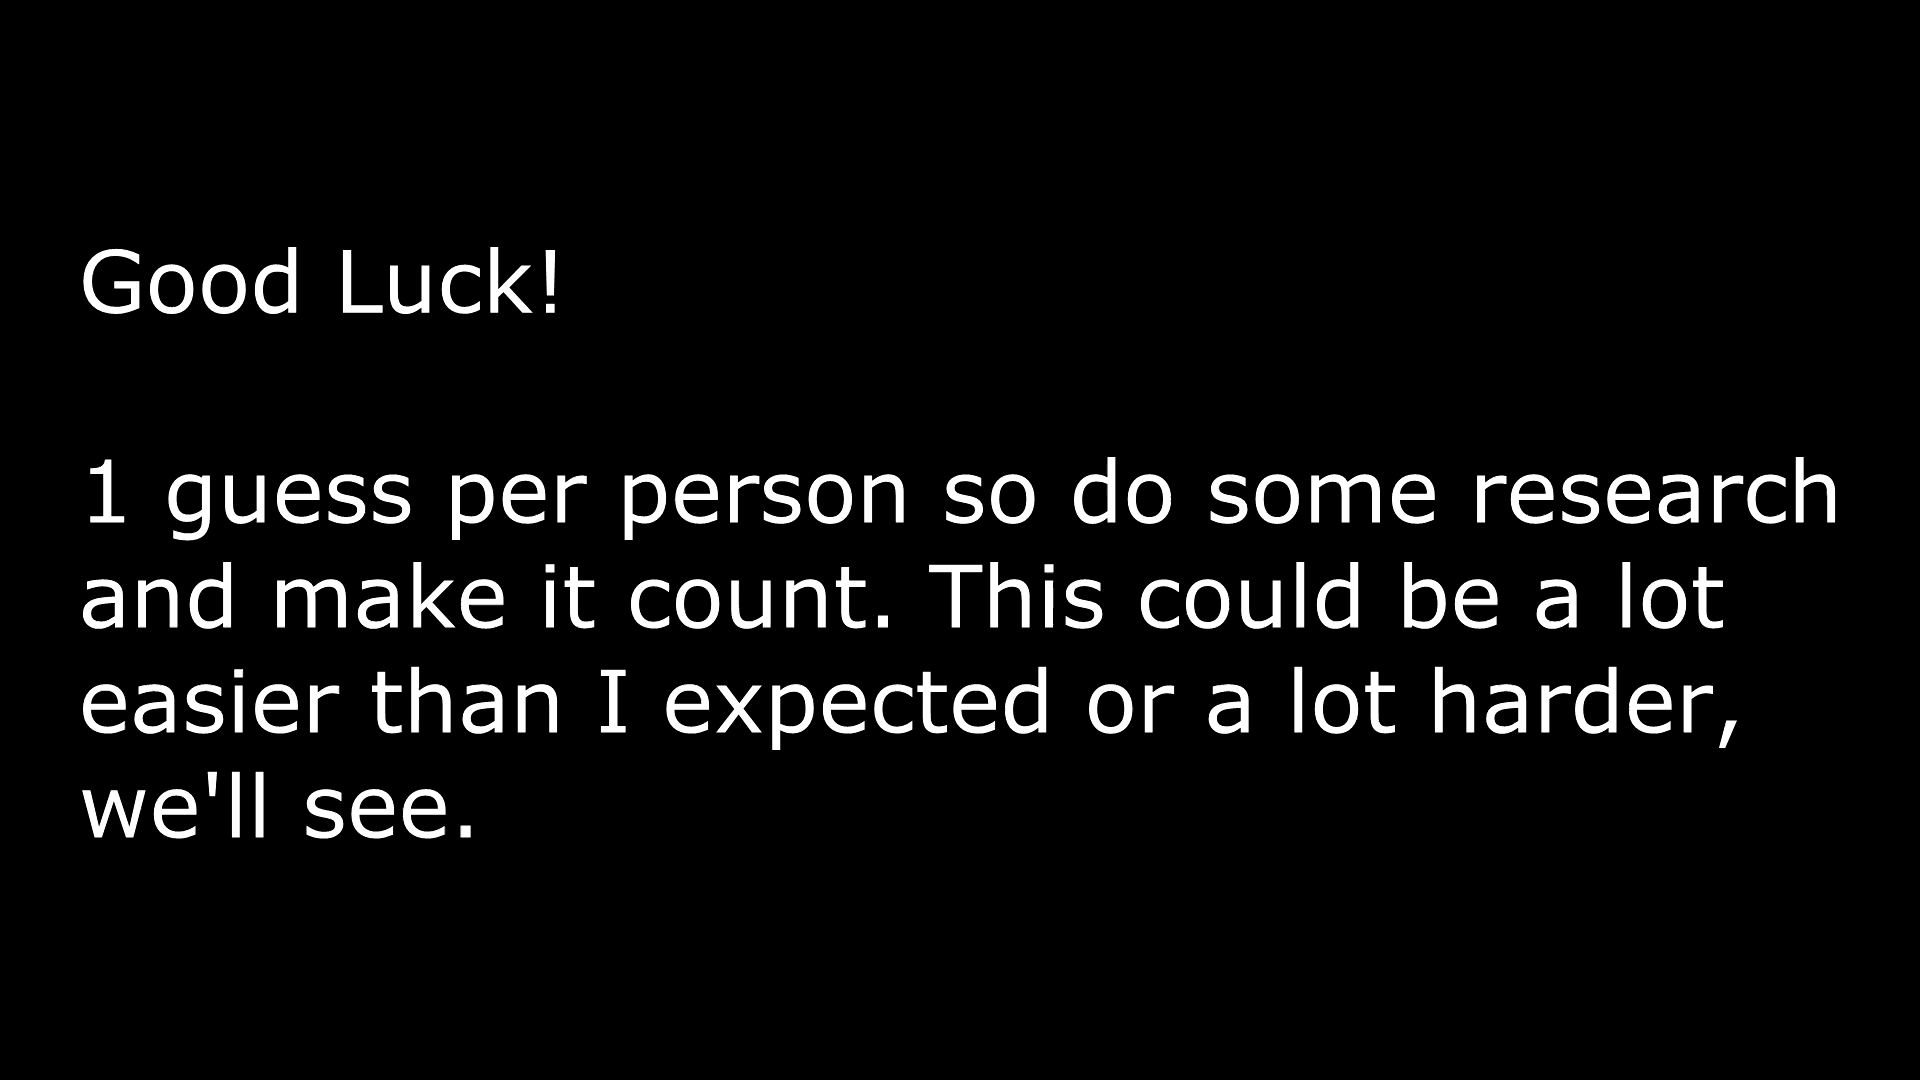 Good Luck!
1 guess per person so do some research
and make it count. This could be a lot
easier than I expected or a lot harder,
we'll see.